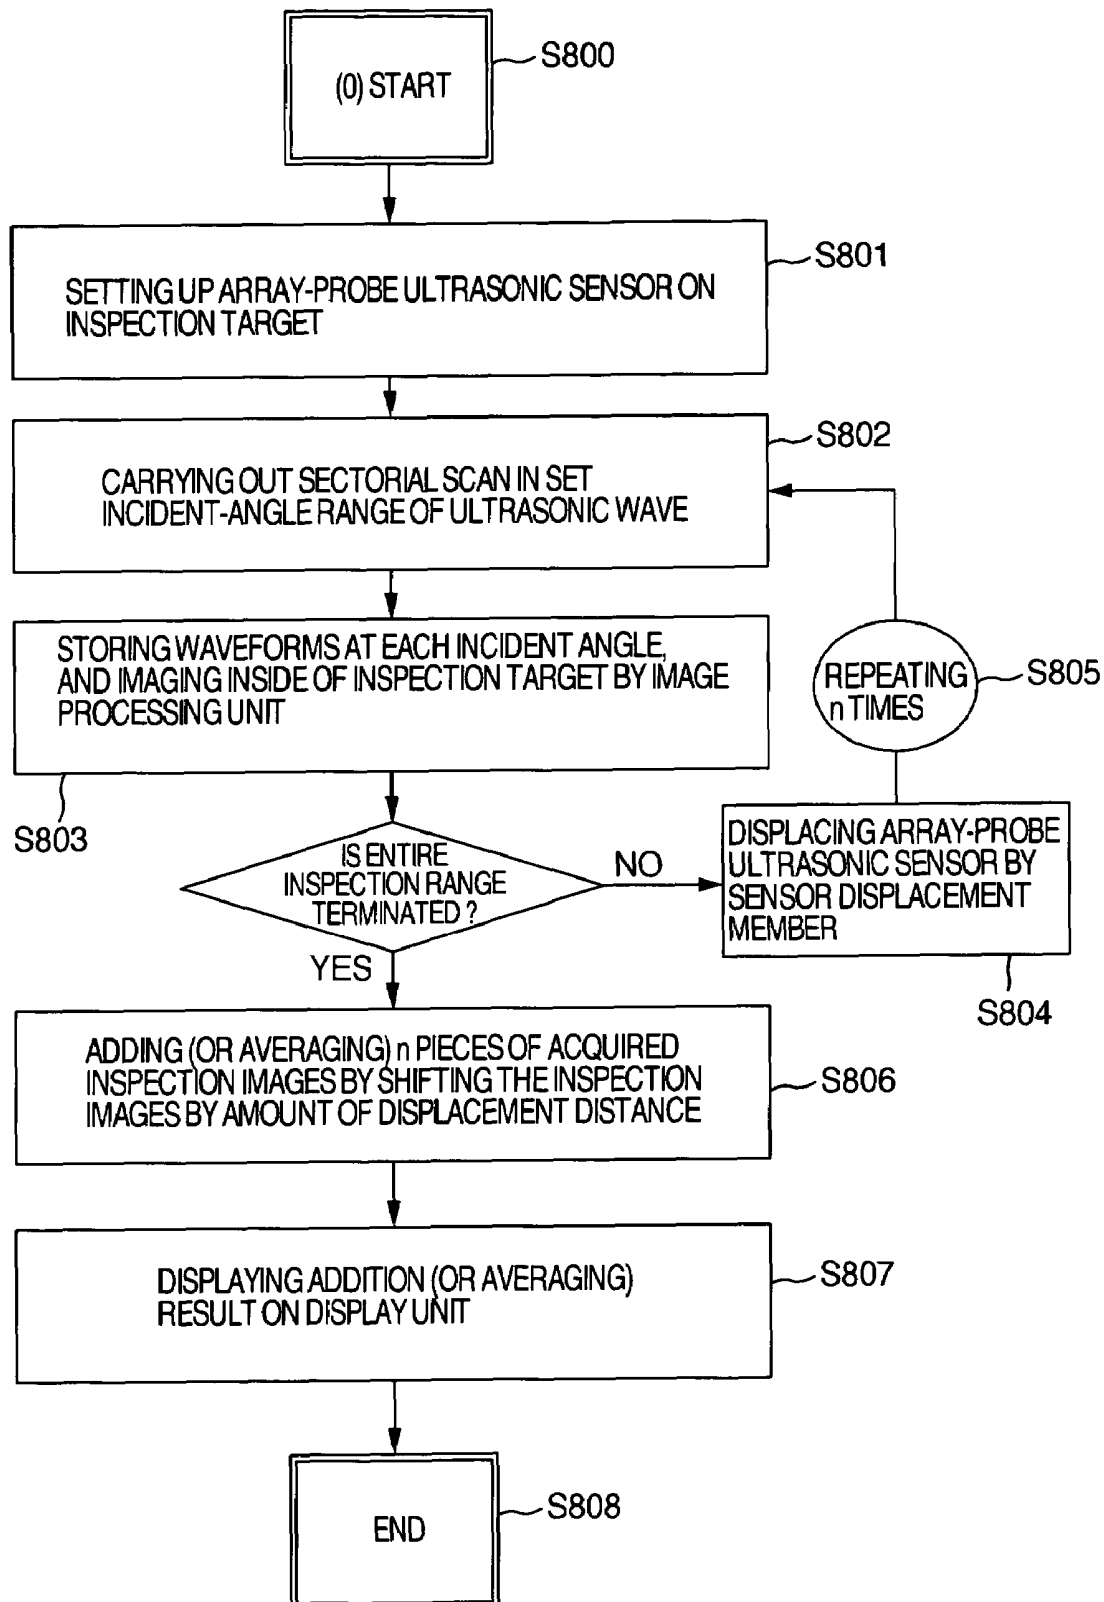 (0) START
S800
SETTING UP ARRAY-PROBE ULTRASONIC SENSOR ON
INSPECTION TARGET
S801
CARRYING OUT SECTORIAL SCAN IN SET
INCIDENT-ANGLE RANGE OF ULTRASONIC WAVE
S802
STORING WAVEFORMS AT EACH INCIDENT ANGLE,
AND IMAGING INSIDE OF INSPECTION TARGET BY IMAGE
PROCESSING UNIT
S803
REPEATING
n TIMES
S805
IS ENTIRE
INSPECTION RANGE
TERMINATED ?
NO
YES
DISPLACING ARRAY-PROBE
ULTRASONIC SENSOR BY
SENSOR DISPLACEMENT
MEMBER
S804
ADDING (OR AVERAGING) n PIECES OF ACQUIRED
INSPECTION IMAGES BY SHIFTING THE INSPECTION
IMAGES BY AMOUNT OF DISPLACEMENT DISTANCE
S806
DISPLAYING ADDITION (OR AVERAGING)
RESULT ON DISPLAY UNIT
S807
END
S808